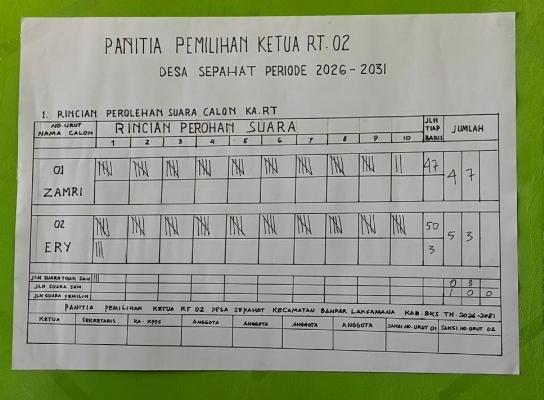 PANITIA PEMILIHAN KETUA RT. 02
DESA SEPAHAT PERIODE 2026-2031
1. RINCIAN PEROLEHAN SUARA CALON KA.RT
NO. URUT NAMA CALON RINCIAN PEROHAN SUARA JLH TIAP BARIS JUMLAH
1 2 3 4 5 6 7 8 9 10
01 ZAMRI 47 4 7
02 ERY 50 5 3
3
JLH SUARA TIDAK SAH
JLH SUARA SAH 0 3
JLH SUARA PEMILIH 1 0 0
PANITIA PEMILIHAN KETUA RT 02 DESA SEPAHAT KECAMATAN BANDAR LAKSAMANA KAB. BKS TH. 2026-2031
KETUA SEKRETARIS KA. KPPS ANGGOTA ANGGOTA ANGGOTA ANGGOTA SAKSI NO. URUT 01 SAKSI NO URUT 02